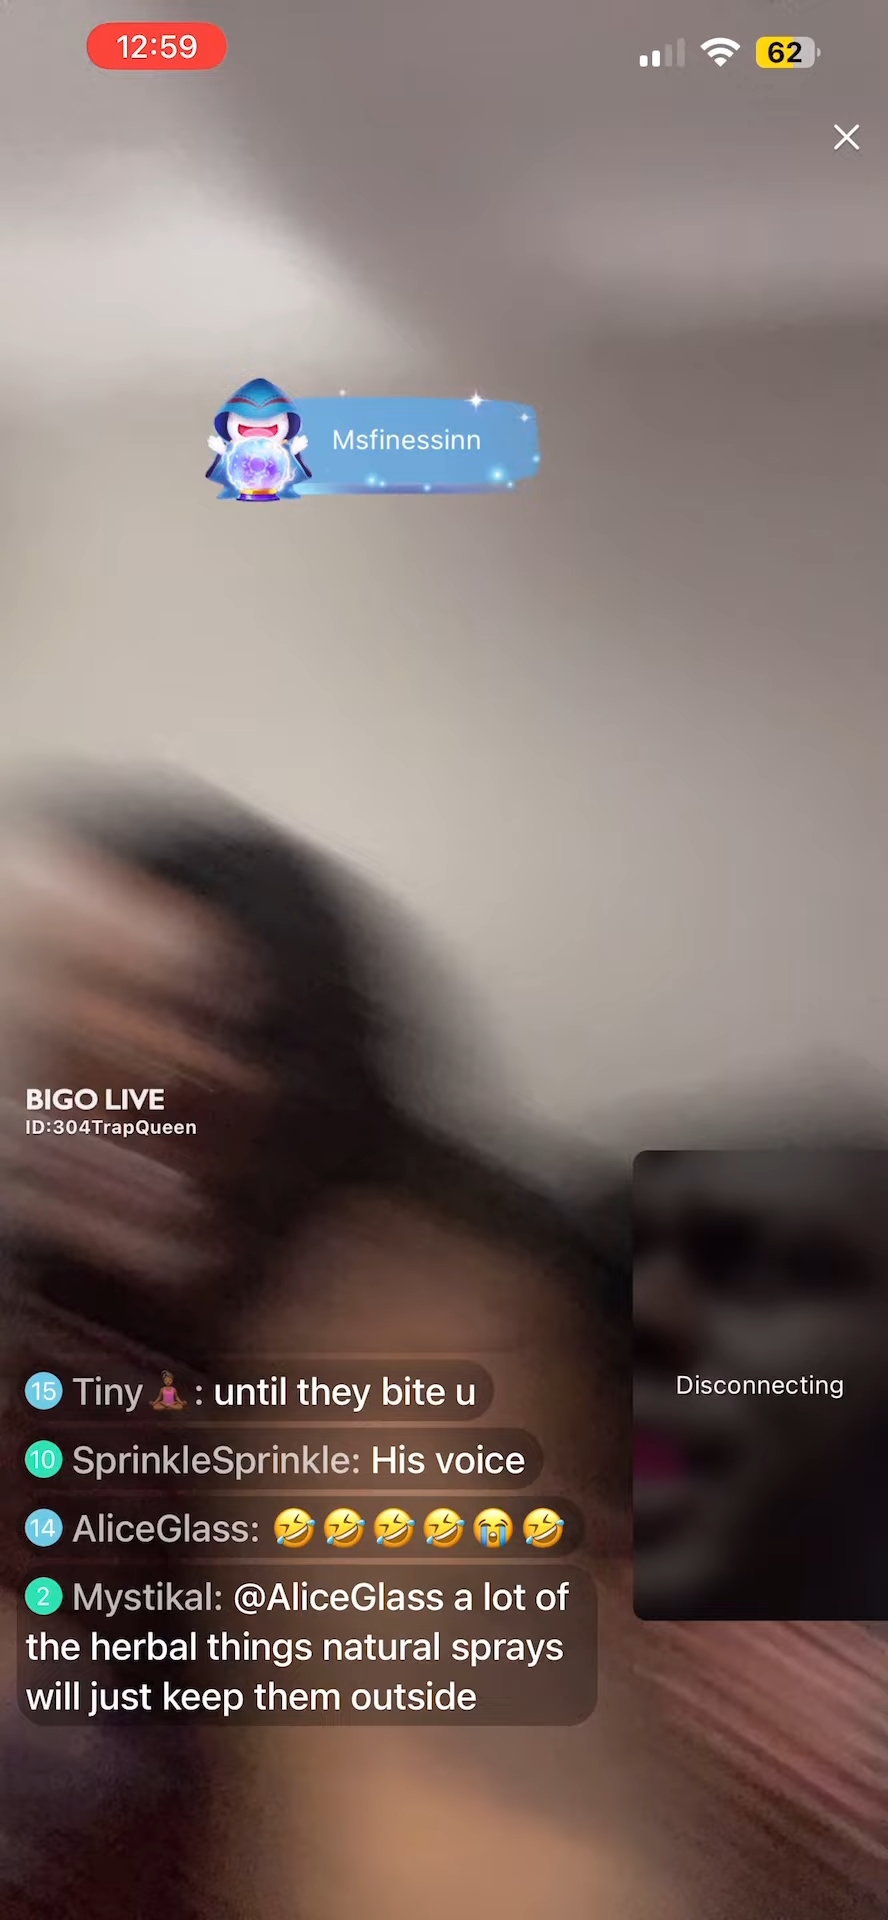 12:59
62
Msfinessinn
BIGO LIVE
ID:304TrapQueen
Disconnecting
15 Tiny🧘🏾‍♀️: until they bite u
10 SprinkleSprinkle: His voice
14 AliceGlass: 🤣🤣🤣🤣😭🤣
2 Mystikal: @AliceGlass a lot of
the herbal things natural sprays
will just keep them outside